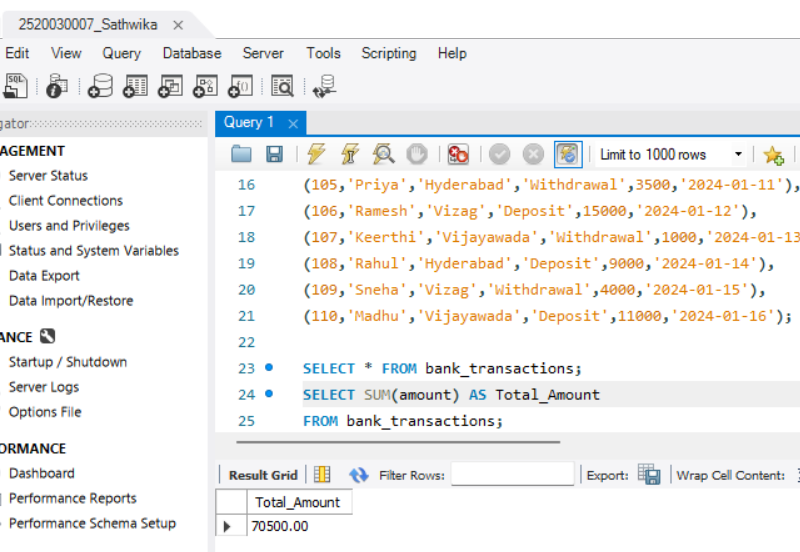 2520030007_Sathwika ×
Edit View Query Database Server Tools Scripting Help
SQL
gator
Query 1 ×
AGEMENT
Server Status
Client Connections
Users and Privileges
Status and System Variables
Data Export
Data Import/Restore
ANCE
Startup / Shutdown
Server Logs
Options File
ORMANCE
Dashboard
Performance Reports
Performance Schema Setup
Limit to 1000 rows
16 (105,'Priya','Hyderabad','Withdrawal',3500,'2024-01-11'),
17 (106,'Ramesh','Vizag','Deposit',15000,'2024-01-12'),
18 (107,'Keerthi','Vijayawada','Withdrawal',1000,'2024-01-13
19 (108,'Rahul','Hyderabad','Deposit',9000,'2024-01-14'),
20 (109,'Sneha','Vizag','Withdrawal',4000,'2024-01-15'),
21 (110,'Madhu','Vijayawada','Deposit',11000,'2024-01-16');
22
23 SELECT * FROM bank_transactions;
24 SELECT SUM(amount) AS Total_Amount
25 FROM bank_transactions;
Result Grid Filter Rows: Export: Wrap Cell Content:
Total_Amount
70500.00